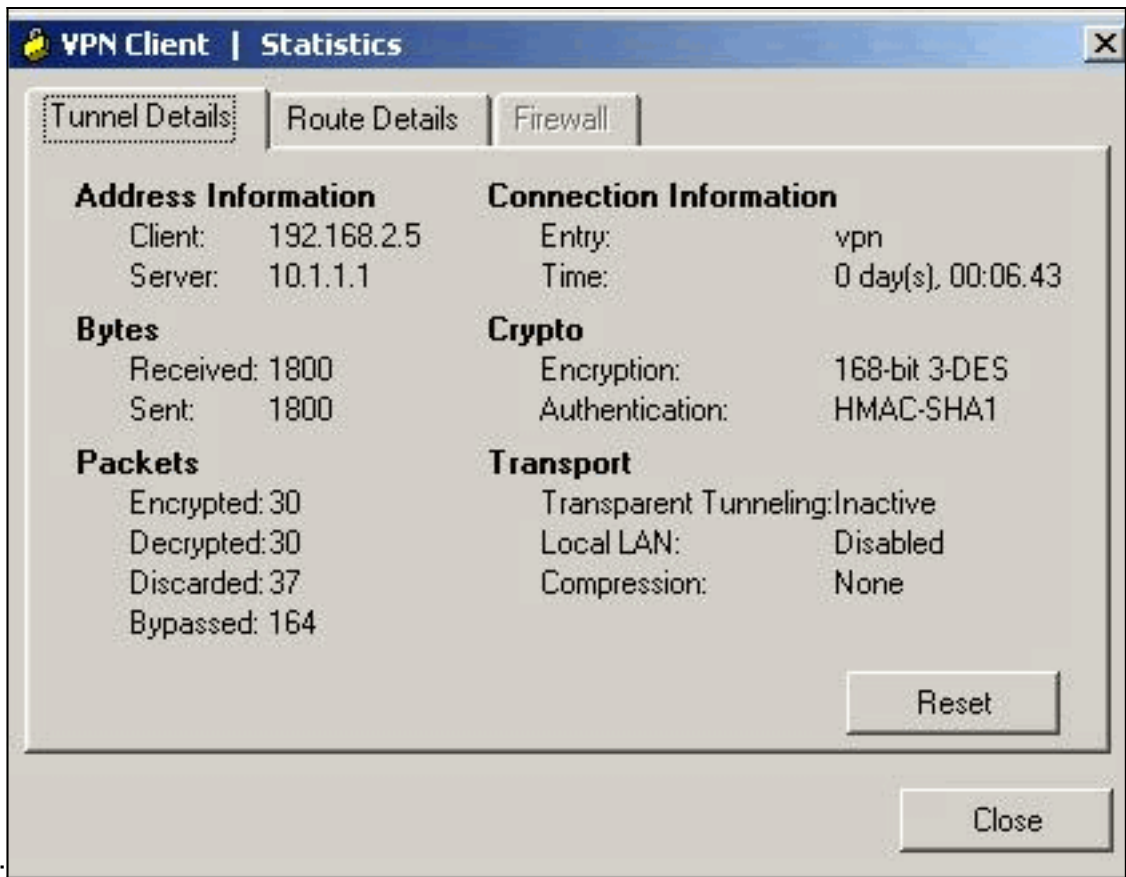 VPN Client | Statistics
Tunnel Details
Route Details
Firewall
Address Information
Client: 192.168.2.5
Server: 10.1.1.1
Bytes
Received: 1800
Sent: 1800
Packets
Encrypted: 30
Decrypted: 30
Discarded: 37
Bypassed: 164
Connection Information
Entry: vpn
Time: 0 day(s), 00:06.43
Crypto
Encryption: 168-bit 3-DES
Authentication: HMAC-SHA1
Transport
Transparent Tunneling:Inactive
Local LAN: Disabled
Compression: None
Reset
Close
.